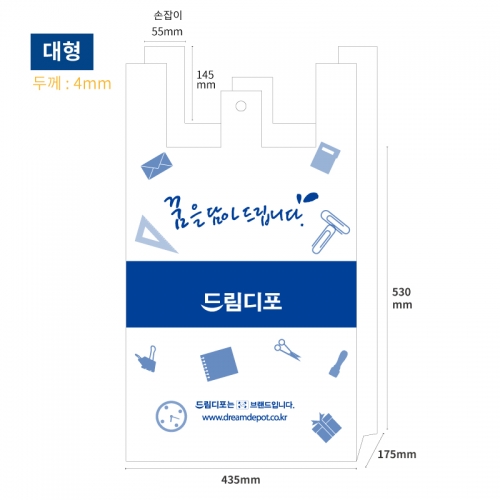 대형
두께 : 4mm
손잡이
55mm
145
mm
꿈을 담아 드립니다.
드림디포
530
mm
드림디포는 브랜드입니다.
www.dreamdepot.co.kr
175mm
435mm